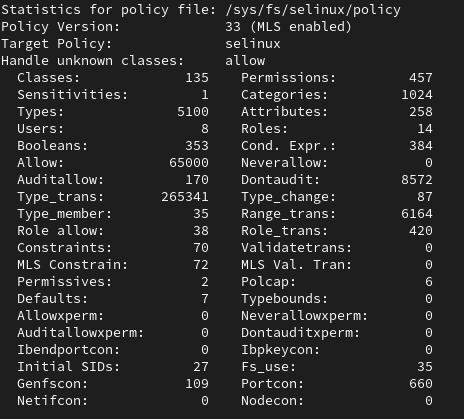 Statistics for policy file: /sys/fs/selinux/policy
Policy Version:             33 (MLS enabled)
Target Policy:              selinux
Handle unknown classes:     allow
  Classes:             135    Permissions:         457
  Sensitivities:         1    Categories:         1024
  Types:              5100    Attributes:          258
  Users:                 8    Roles:                14
  Booleans:            353    Cond. Expr.:         384
  Allow:             65000    Neverallow:            0
  Auditallow:          170    Dontaudit:          8572
  Type_trans:       265341    Type_change:          87
  Type_member:          35    Range_trans:        6164
  Role allow:           38    Role_trans:          420
  Constraints:          70    Validatetrans:         0
  MLS Constrain:        72    MLS Val. Tran:         0
  Permissives:           2    Polcap:                6
  Defaults:              7    Typebounds:            0
  Allowxperm:            0    Neverallowxperm:       0
  Auditallowxperm:       0    Dontauditxperm:        0
  Ibendportcon:          0    Ibpkeycon:             0
  Initial SIDs:         27    Fs_use:               35
  Genfscon:            109    Portcon:             660
  Netifcon:              0    Nodecon:               0